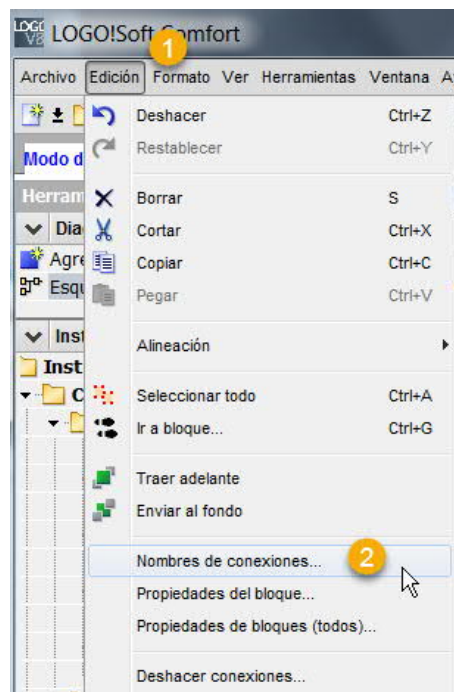 LOGO!Soft Comfort
1
Archivo Edición Formato Ver Herramientas Ventana
Modo d
Herram
Dia
Agre
Esqu
Inst
Inst
C
Deshacer Ctrl+Z
Restablecer Ctrl+Y
Borrar S
Cortar Ctrl+X
Copiar Ctrl+C
Pegar Ctrl+V
Alineación
Seleccionar todo Ctrl+A
Ir a bloque... Ctrl+G
Traer adelante
Enviar al fondo
Nombres de conexiones... 2
Propiedades del bloque...
Propiedades de bloques (todos)...
Deshacer conexiones...